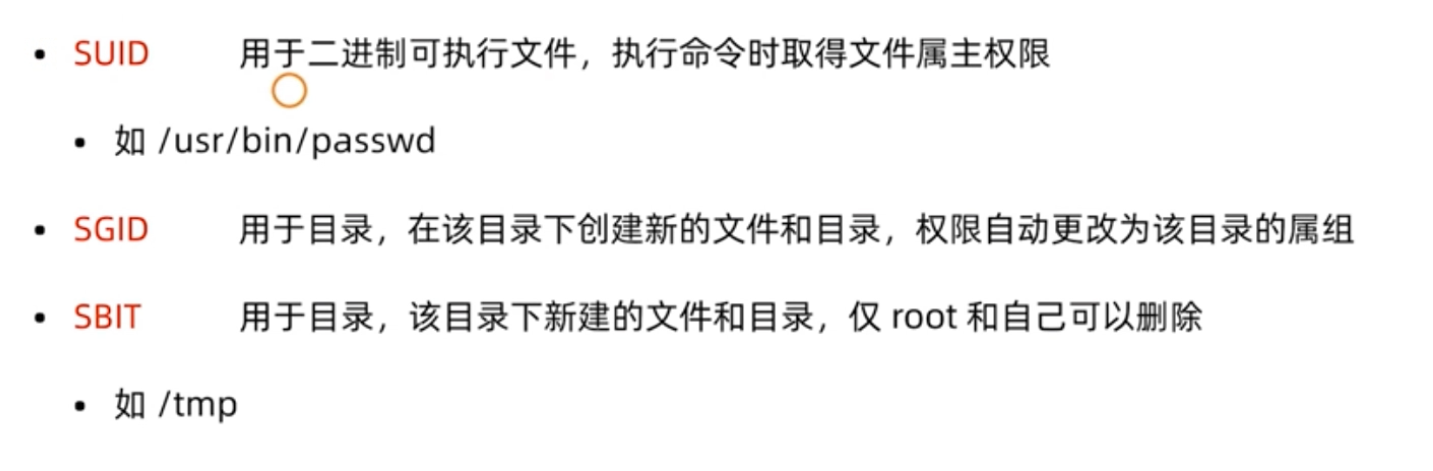 • SUID 用于二进制可执行文件，执行命令时取得文件属主权限
• 如 /usr/bin/passwd
• SGID 用于目录，在该目录下创建新的文件和目录，权限自动更改为该目录的属组
• SBIT 用于目录，该目录下新建的文件和目录，仅 root 和自己可以删除
• 如 /tmp